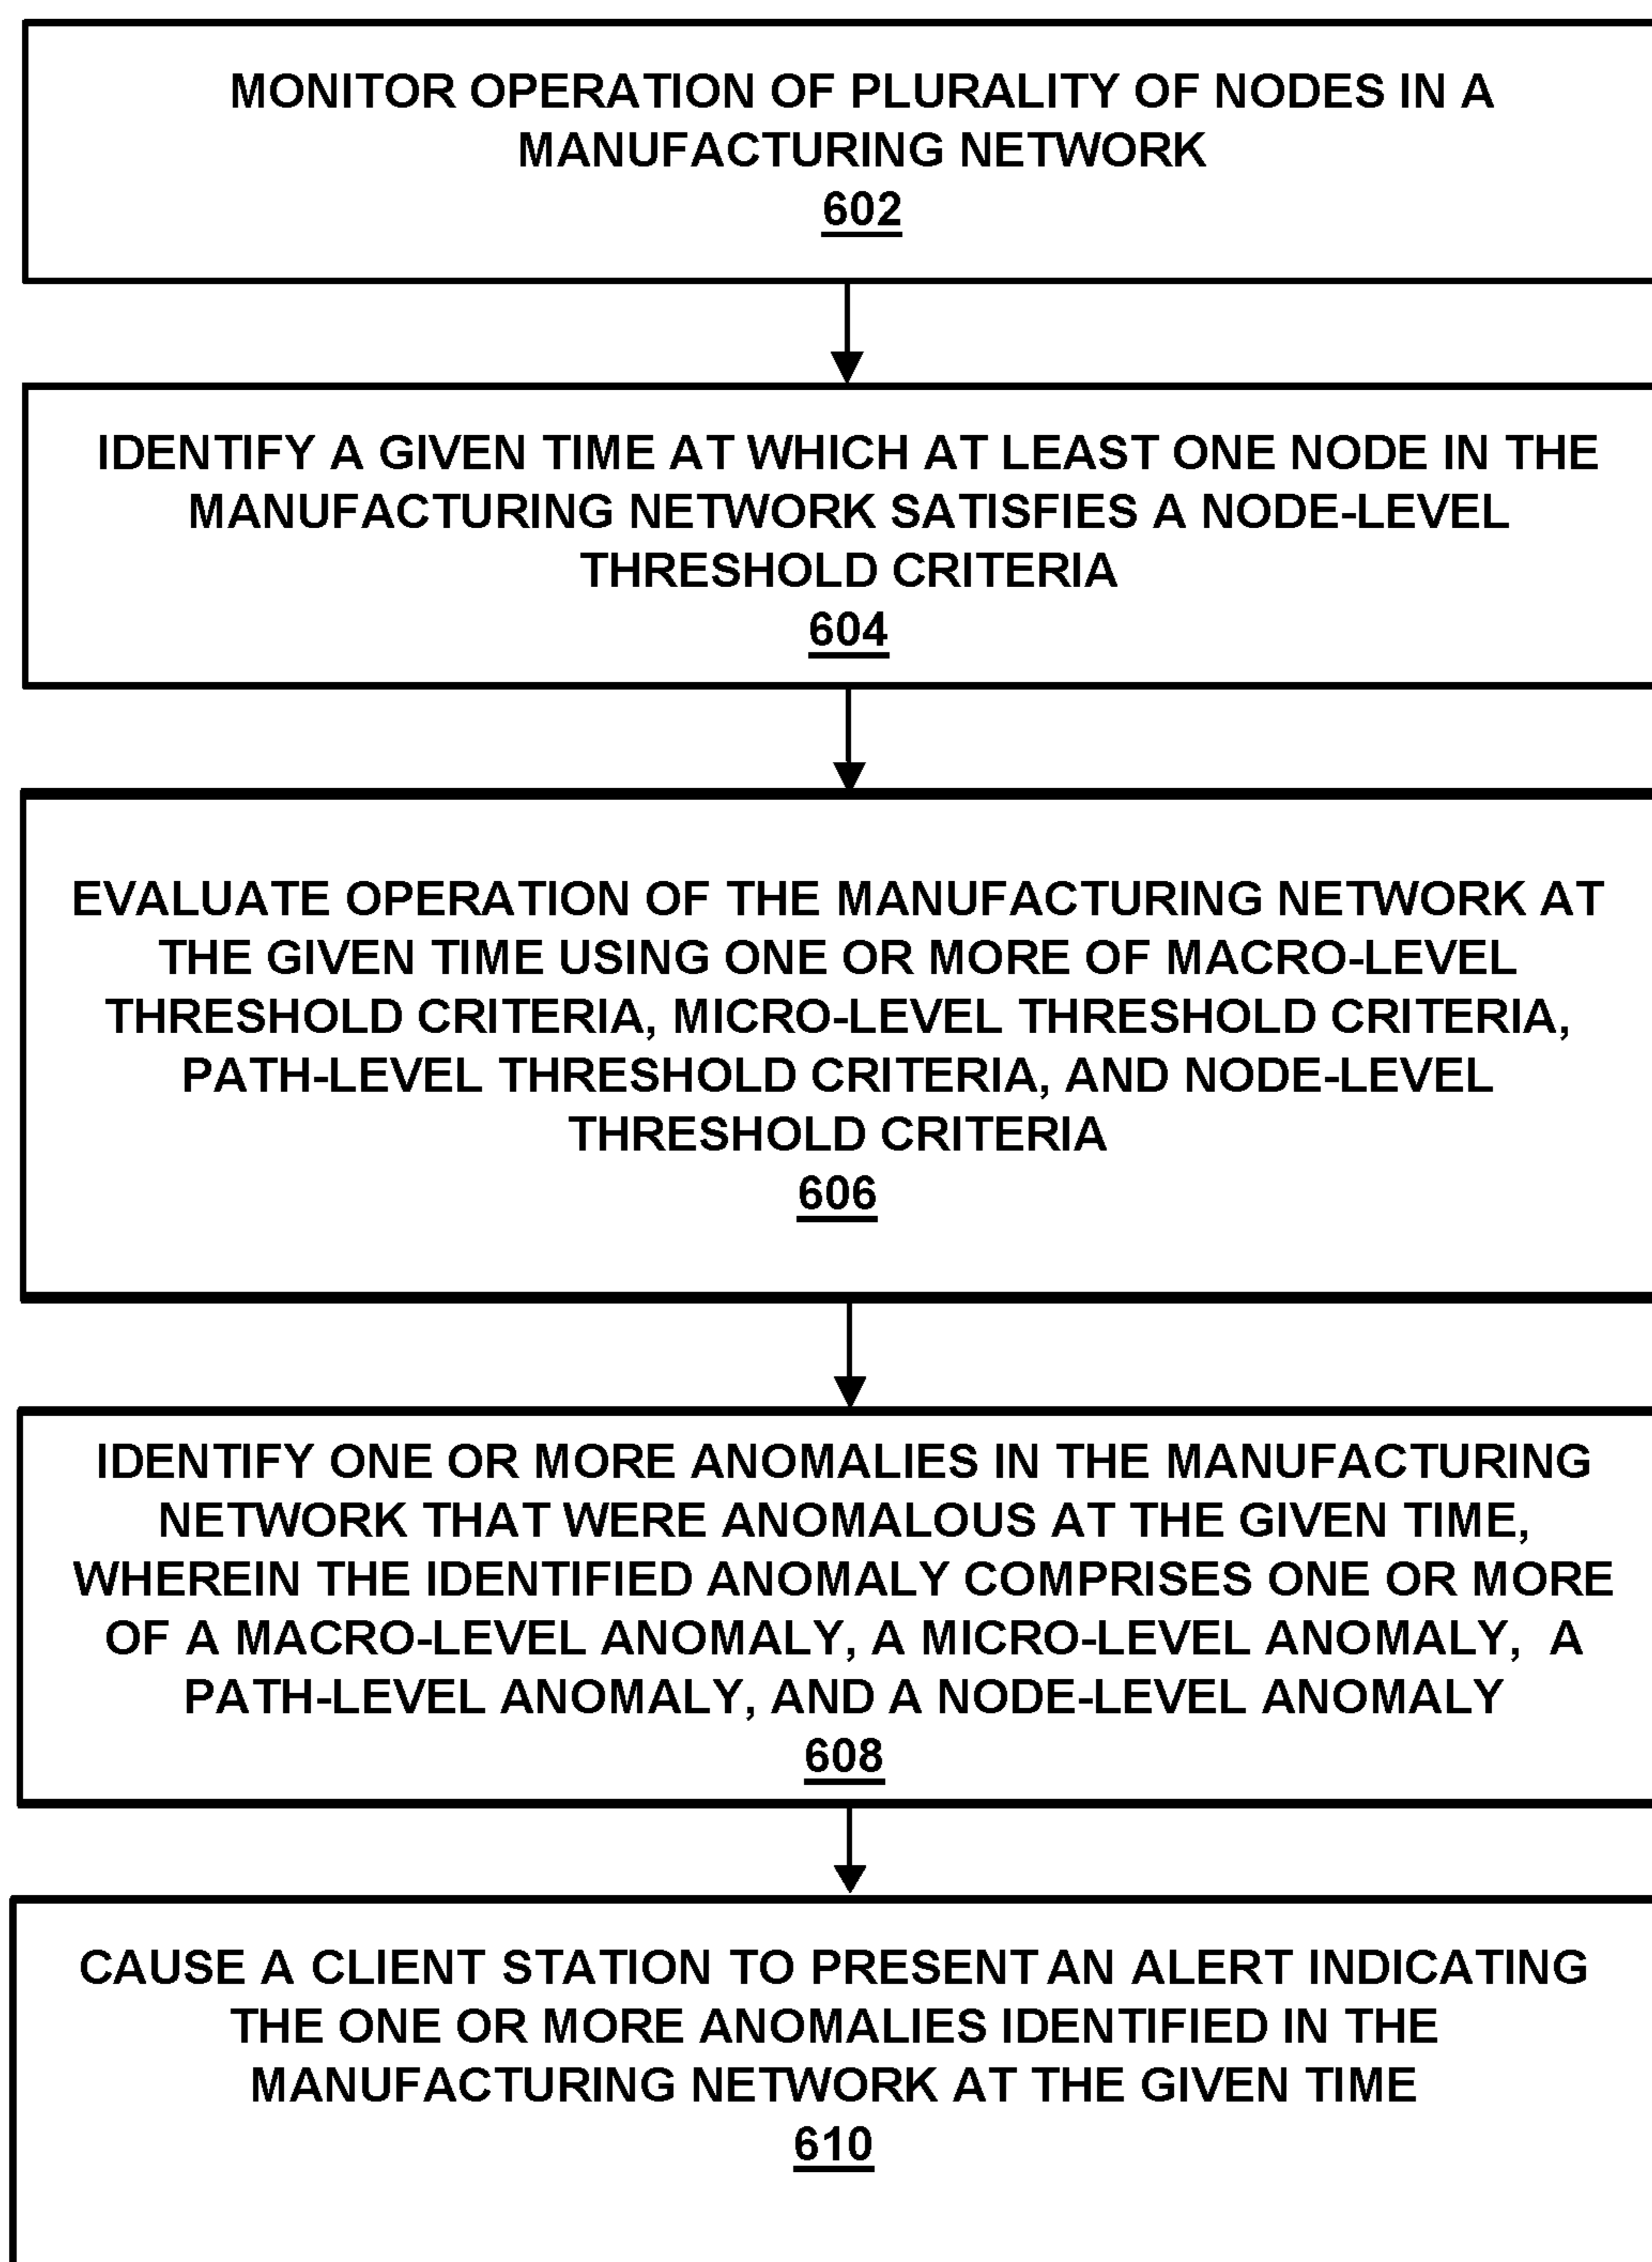 MONITOR OPERATION OF PLURALITY OF NODES IN A
MANUFACTURING NETWORK
602
IDENTIFY A GIVEN TIME AT WHICH AT LEAST ONE NODE IN THE
MANUFACTURING NETWORK SATISFIES A NODE-LEVEL
THRESHOLD CRITERIA
604
EVALUATE OPERATION OF THE MANUFACTURING NETWORK AT
THE GIVEN TIME USING ONE OR MORE OF MACRO-LEVEL
THRESHOLD CRITERIA, MICRO-LEVEL THRESHOLD CRITERIA,
PATH-LEVEL THRESHOLD CRITERIA, AND NODE-LEVEL
THRESHOLD CRITERIA
606
IDENTIFY ONE OR MORE ANOMALIES IN THE MANUFACTURING
NETWORK THAT WERE ANOMALOUS AT THE GIVEN TIME,
WHEREIN THE IDENTIFIED ANOMALY COMPRISES ONE OR MORE
OF A MACRO-LEVEL ANOMALY, A MICRO-LEVEL ANOMALY, A
PATH-LEVEL ANOMALY, AND A NODE-LEVEL ANOMALY
608
CAUSE A CLIENT STATION TO PRESENT AN ALERT INDICATING
THE ONE OR MORE ANOMALIES IDENTIFIED IN THE
MANUFACTURING NETWORK AT THE GIVEN TIME
610